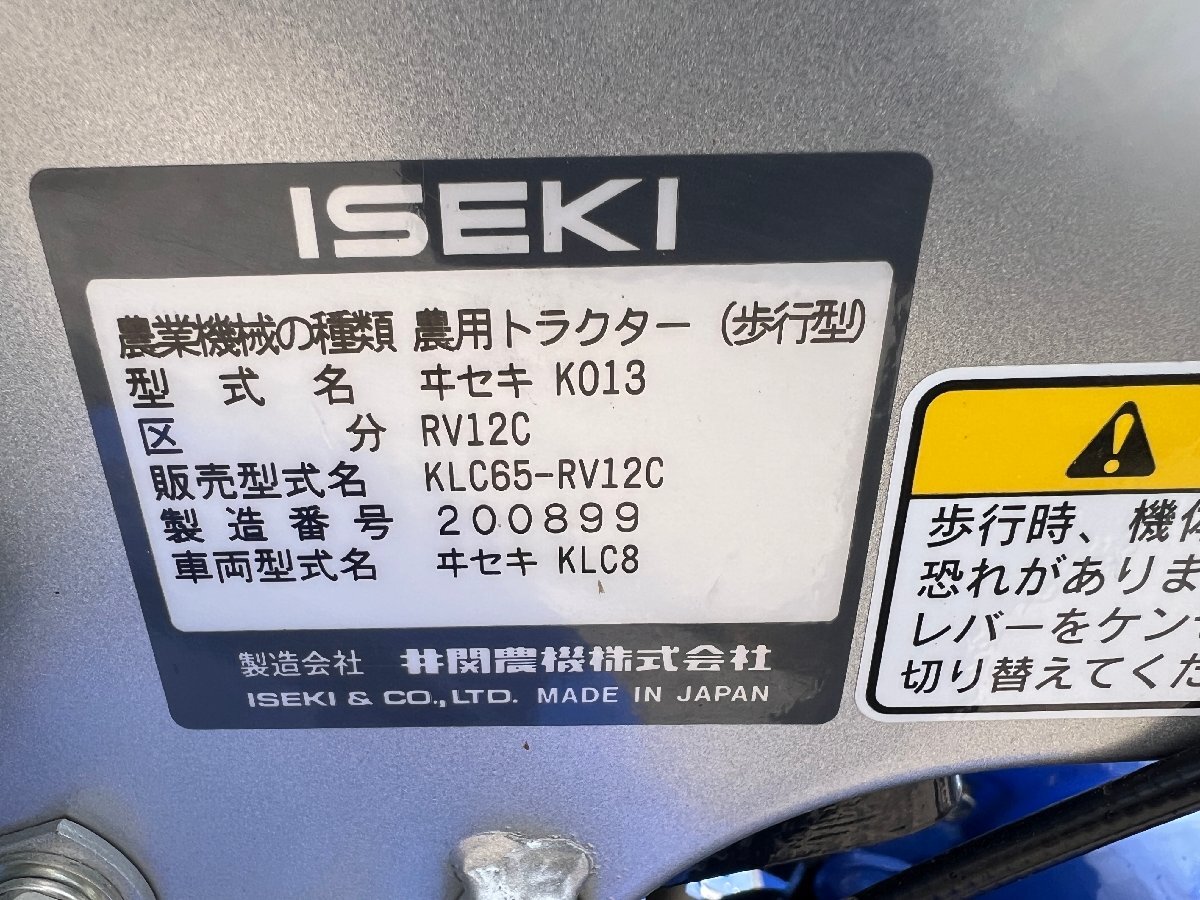 ISEKI
農業機械の種類 農用トラクター (歩行型)
型式名 ヰセキ K013
区分 RV12C
販売型式名 KLC65-RV12C
製造番号 200899
車両型式名 ヰセキ KLC8
製造会社 井関農機株式会社
ISEKI & CO., LTD. MADE IN JAPAN
歩行時、機体
恐れがありま
レバーをケン
切り替えてくだ